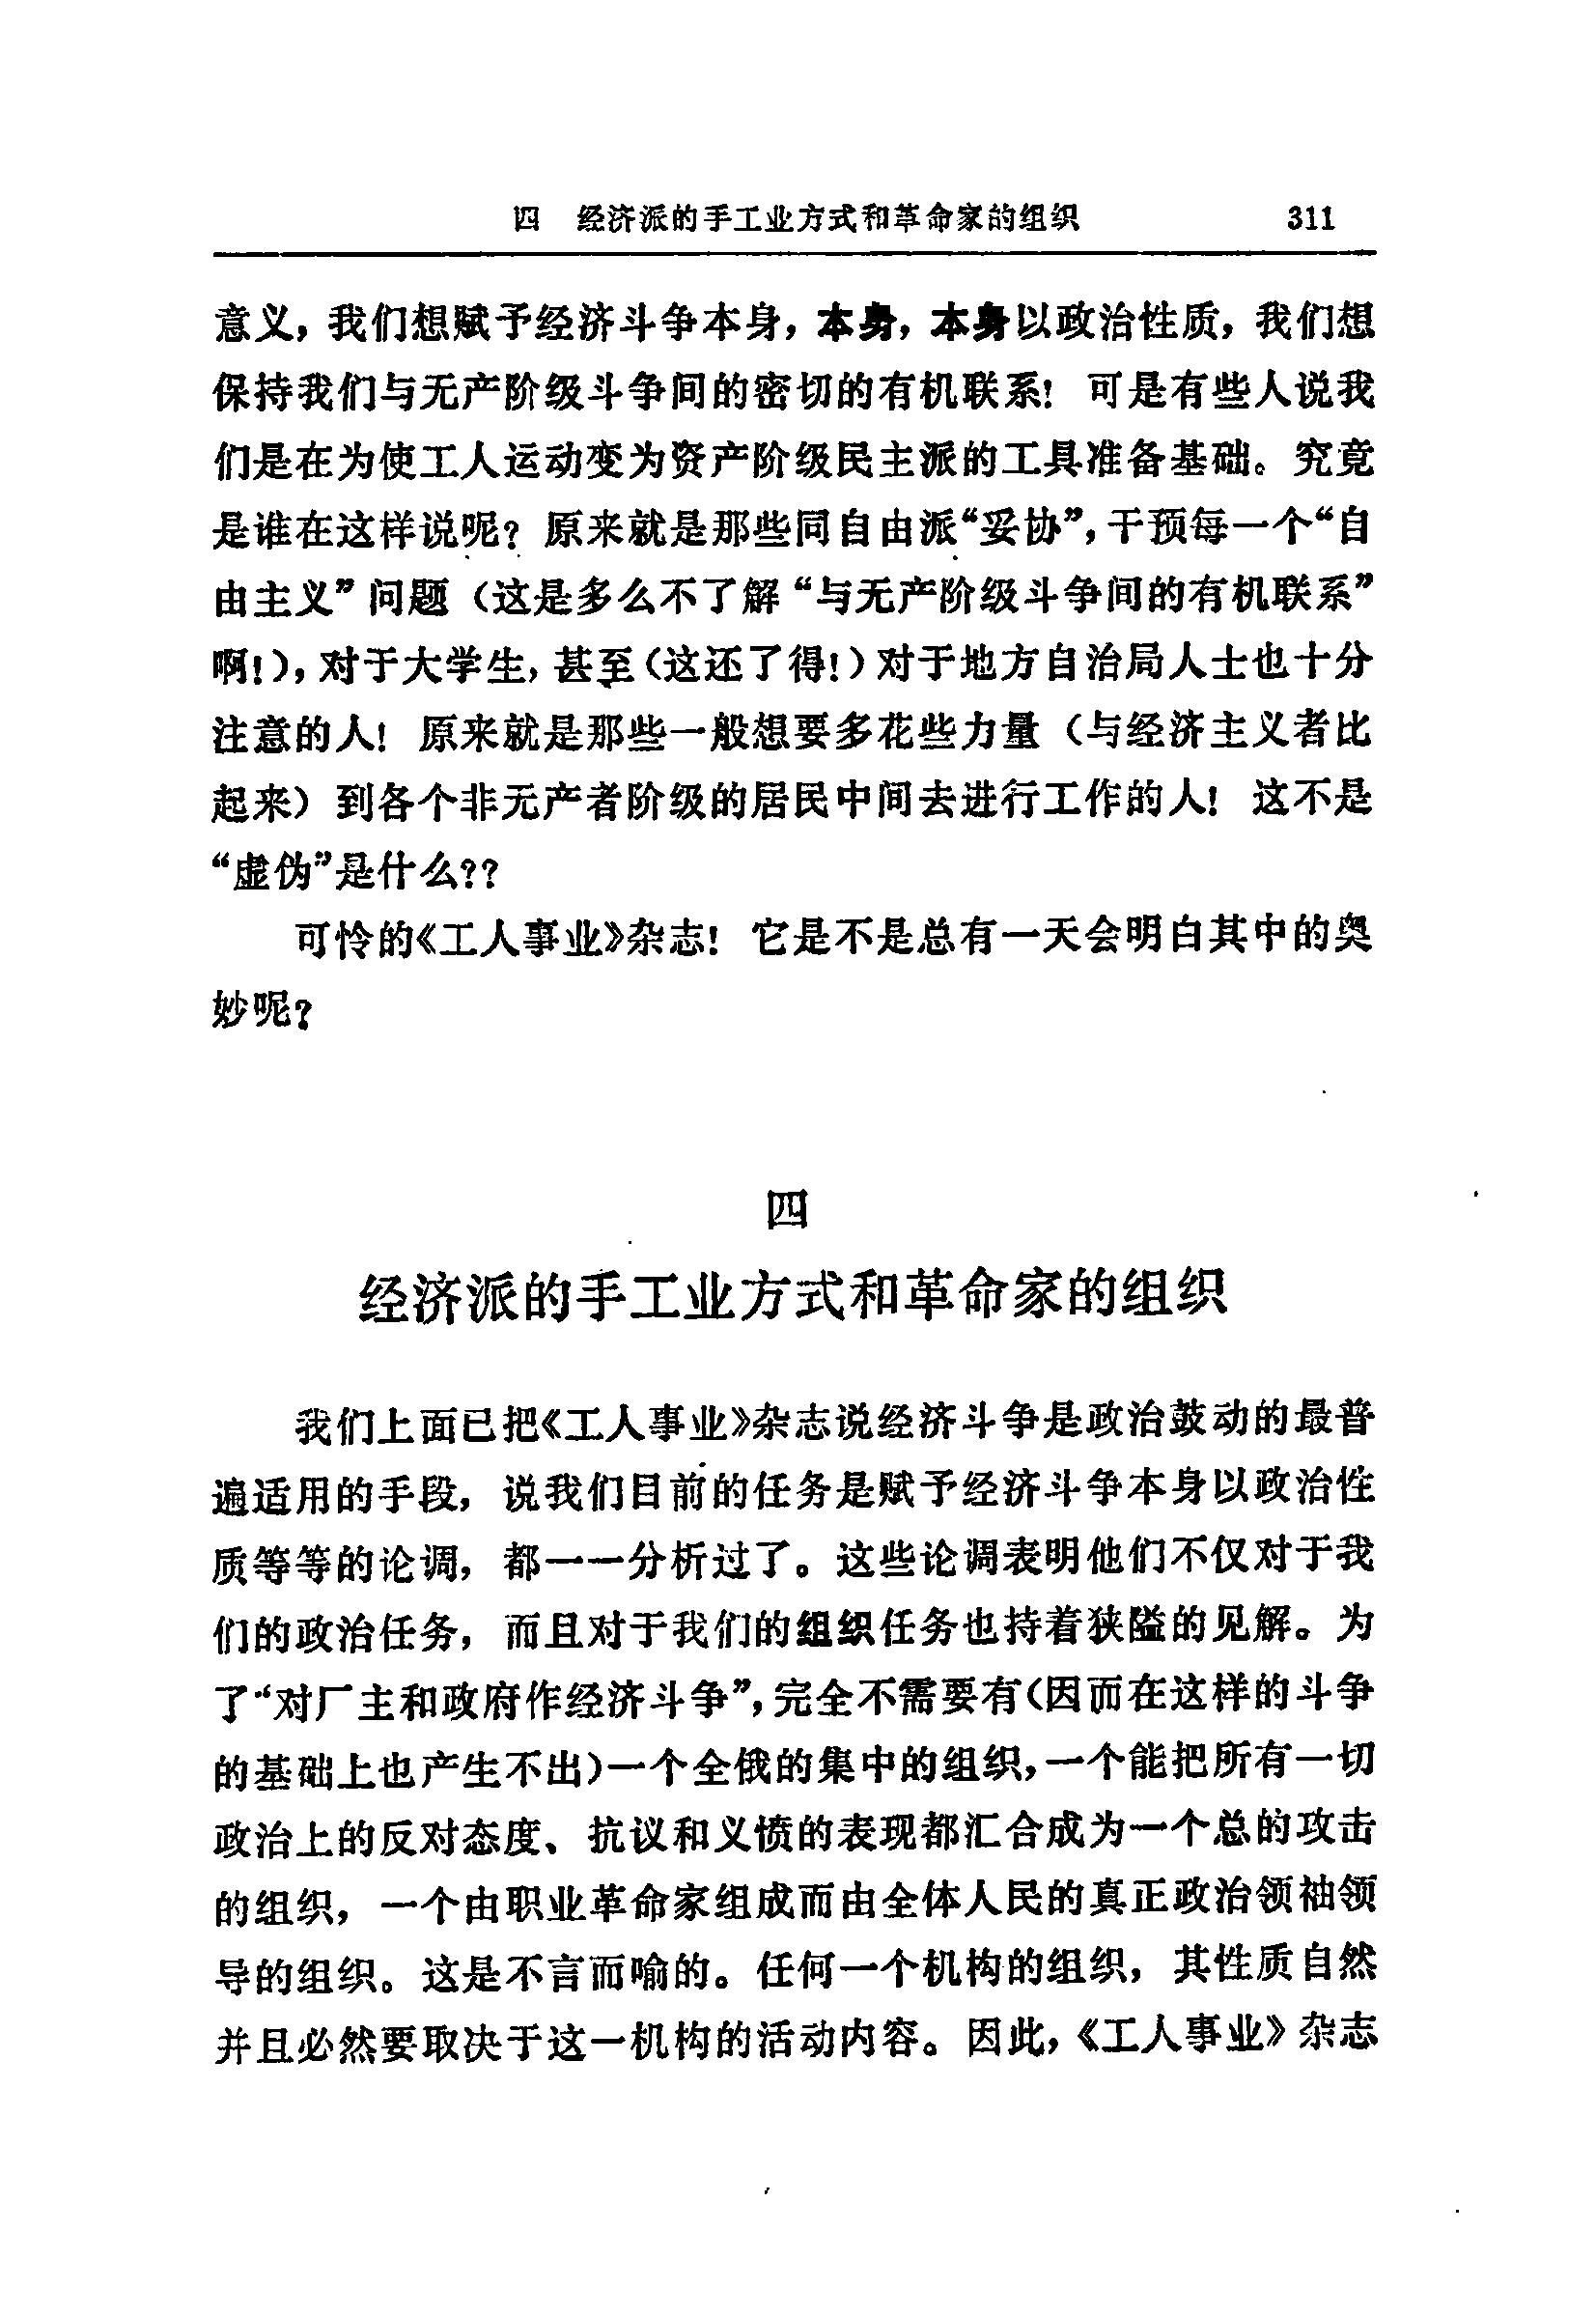 四 经济派的手工业方式和革命家的组织 311
意义，我们想赋予经济斗争本身，本身，本身以政治性质，我们想
保持我们与无产阶级斗争间的密切的有机联系！可是有些人说我
们是在为使工人运动变为资产阶级民主派的工具准备基础。究竟
是谁在这样说呢？原来就是那些同自由派“妥协”，干预每一个“自
由主义”问题（这是多么不了解“与无产阶级斗争间的有机联系”
啊！），对于大学生，甚至（这还了得！）对于地方自治局人士也十分
注意的人！原来就是那些一般想要多花些力量（与经济主义者比
起来）到各个非无产者阶级的居民中间去进行工作的人！这不是
“虚伪”是什么？？
可怜的《工人事业》杂志！它是不是总有一天会明白其中的奥
妙呢？
四
经济派的手工业方式和革命家的组织
我们上面已把《工人事业》杂志说经济斗争是政治鼓动的最普
遍适用的手段，说我们目前的任务是赋予经济斗争本身以政治性
质等等的论调，都一一分析过了。这些论调表明他们不仅对于我
们的政治任务，而且对于我们的组织任务也持着狭隘的见解。为
了“对厂主和政府作经济斗争”，完全不需要有（因而在这样的斗争
的基础上也产生不出）一个全俄的集中的组织，一个能把所有一切
政治上的反对态度、抗议和义愤的表现都汇合成为一个总的攻击
的组织，一个由职业革命家组成而由全体人民的真正政治领袖领
导的组织。这是不言而喻的。任何一个机构的组织，其性质自然
并且必然要取决于这一机构的活动内容。因此，《工人事业》杂志